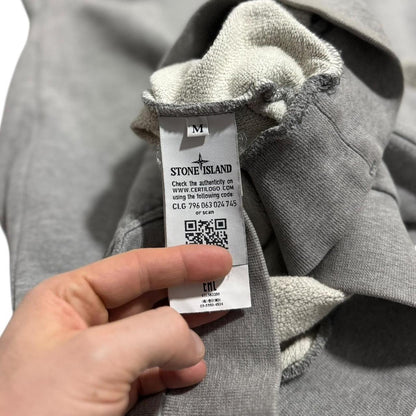 M
STONE ISLAND
Check the authenticity on
WWW.CERTILOGO.COM
using the following code:
CLG 796 063 024 745
or scan
EAC